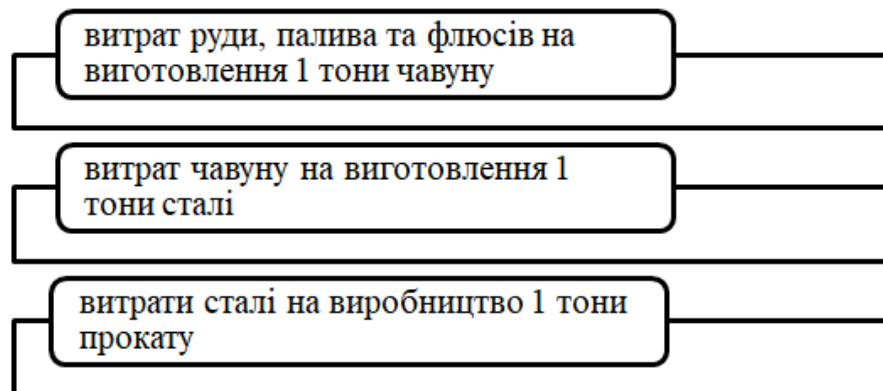 витрат руди, палива та флюсів на
виготовлення 1 тони чавуну
витрат чавуну на виготовлення 1
тони сталі
витрати сталі на виробництво 1 тони
прокату